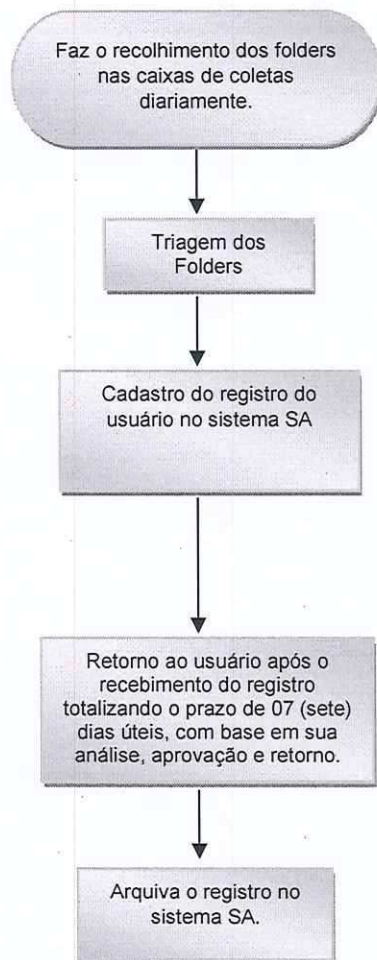 Faz o recolhimento dos folders
nas caixas de coletas
diariamente.
Triagem dos
Folders
Cadastro do registro do
usuário no sistema SA
Retorno ao usuário após o
recebimento do registro
totalizando o prazo de 07 (sete)
dias úteis, com base em sua
análise, aprovação e retorno.
Arquiva o registro no
sistema SA.